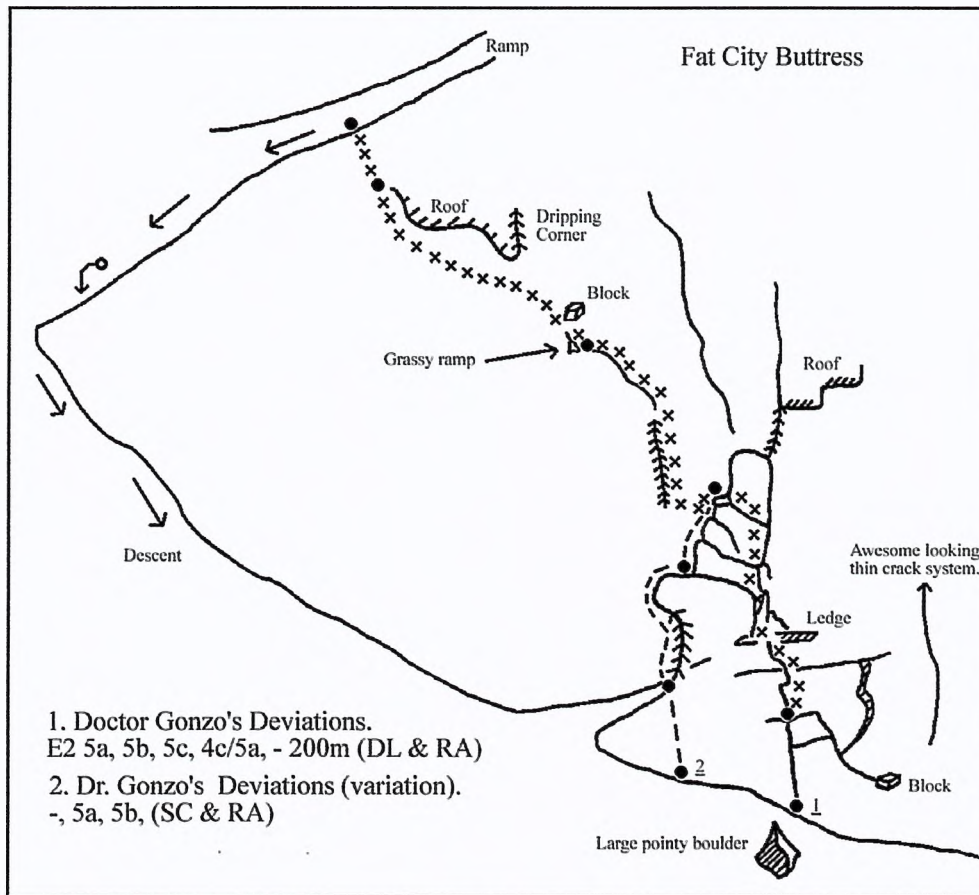 Ramp
Fat City Buttress
Roof
Dripping
Corner
Block
Grassy ramp
Roof
Descent
Awesome looking
thin crack system.
Ledge
1. Doctor Gonzo's Deviations.
E2 5a, 5b, 5c, 4c/5a, - 200m (DL & RA)
2. Dr. Gonzo's Deviations (variation).
-, 5a, 5b, (SC & RA)
2
1
Block
Large pointy boulder